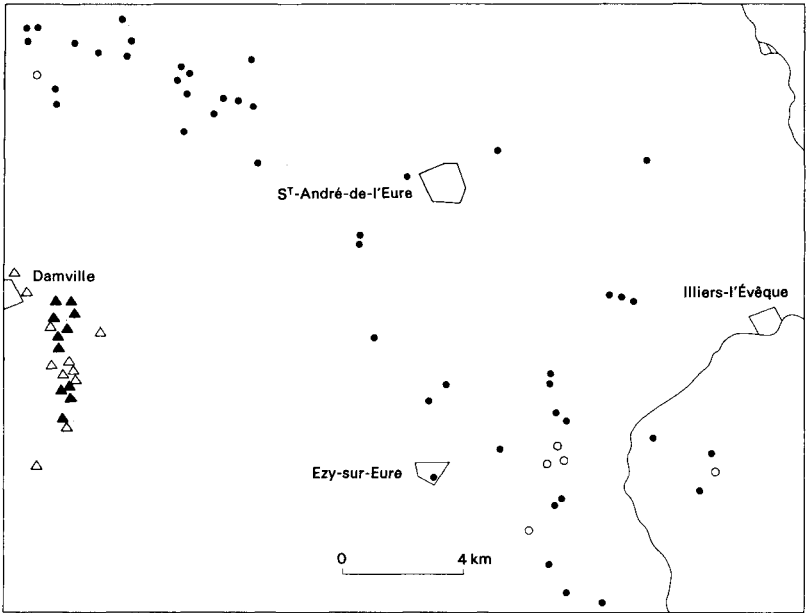 Sᵀ-André-de-l'Eure
Damville
Illiers-l'Évêque
Ezy-sur-Eure
0 4 km